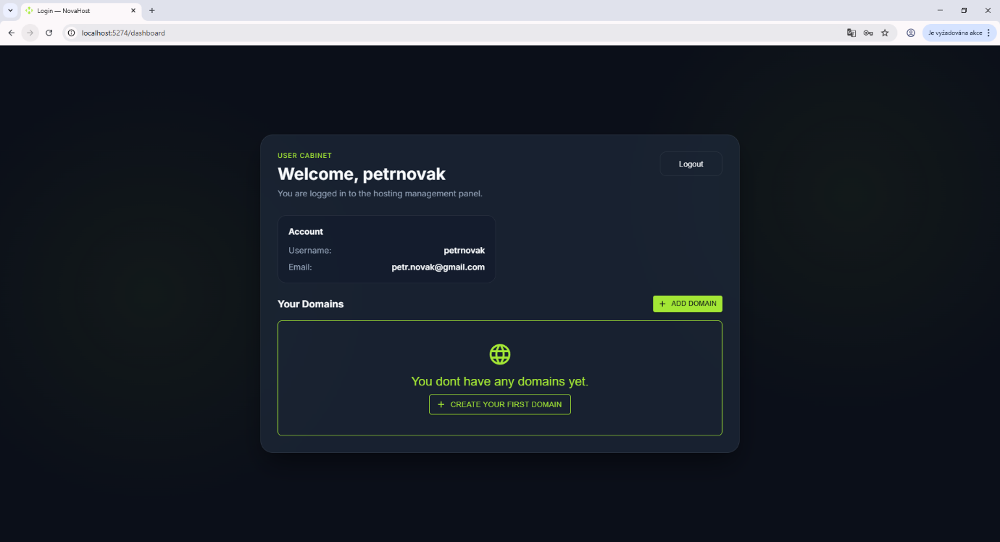 Login — NovaHost
localhost:5274/dashboard
Je vyžadována akce
USER CABINET
Welcome, petrnovak
Logout
You are logged in to the hosting management panel.
Account
Username: petrnovak
Email: petr.novak@gmail.com
Your Domains
ADD DOMAIN
You dont have any domains yet.
CREATE YOUR FIRST DOMAIN